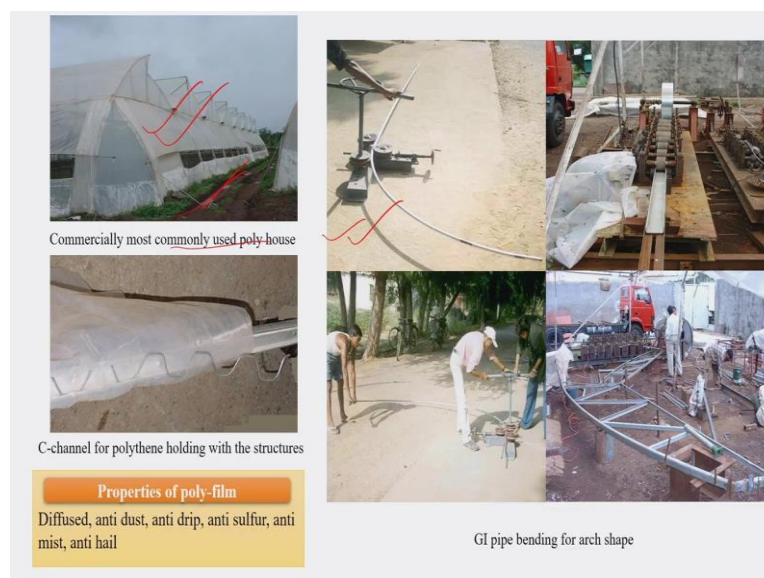 Commercially most commonly used poly house
C-channel for polythene holding with the structures
Properties of poly-film
Diffused, anti dust, anti drip, anti sulfur, anti
mist, anti hail
GI pipe bending for arch shape